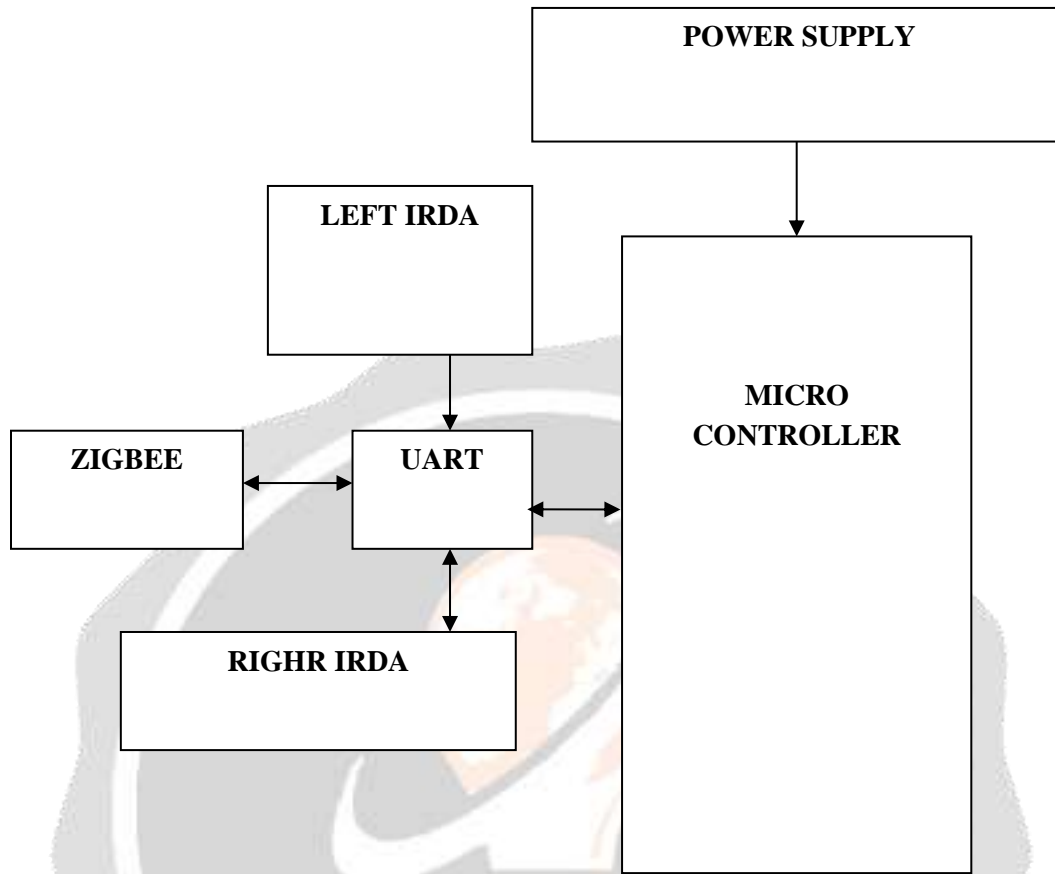 POWER SUPPLY
LEFT IRDA
MICRO
CONTROLLER
ZIGBEE
UART
RIGHR IRDA